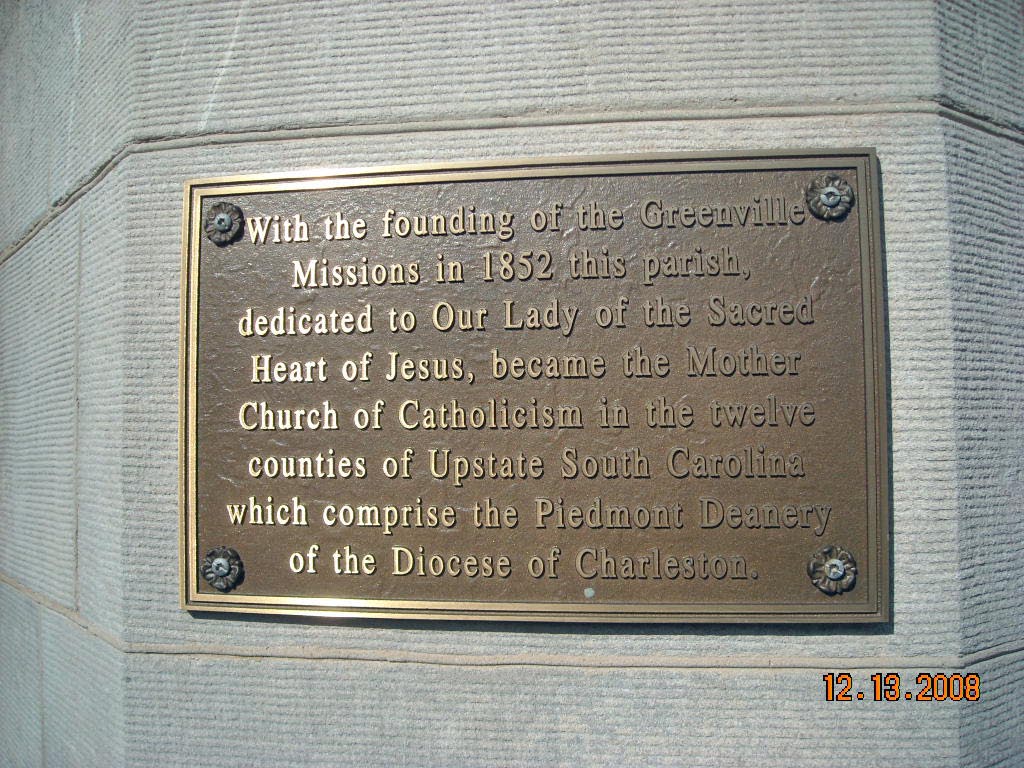 With the founding of the Greenville
Missions in 1852 this parish,
dedicated to Our Lady of the Sacred
Heart of Jesus, became the Mother
Church of Catholicism in the twelve
counties of Upstate South Carolina
which comprise the Piedmont Deanery
of the Diocese of Charleston.
12.13.2008